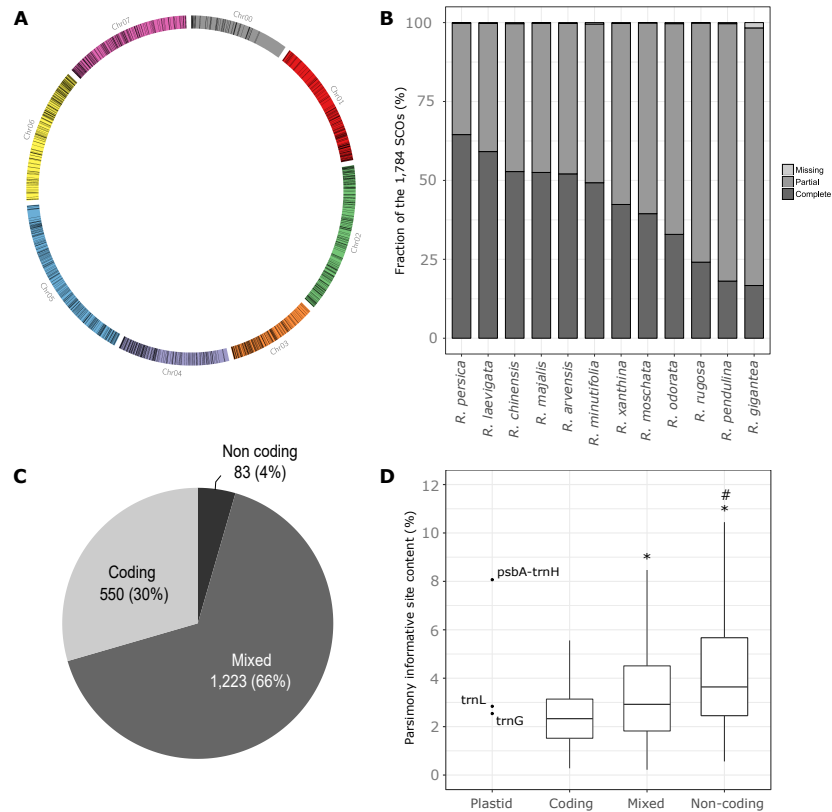 A
Chr00
Chr01
Chr02
Chr03
Chr04
Chr05
Chr06
Chr07
B
Fraction of the 1,784 SCOs (%)
100
75
50
25
0
R. persica
R. laevigata
R. chinensis
R. majalis
R. arvensis
R. minutifolia
R. xanthina
R. moschata
R. odorata
R. rugosa
R. pendulina
R. gigantea
Missing
Partial
Complete
C
Non coding
83 (4%)
Coding
550 (30%)
Mixed
1,223 (66%)
D
Parsimony informative site content (%)
12
10
8
6
4
2
0
psbA-trnH
trnL
trnG
*
#
*
Plastid
Coding
Mixed
Non-coding